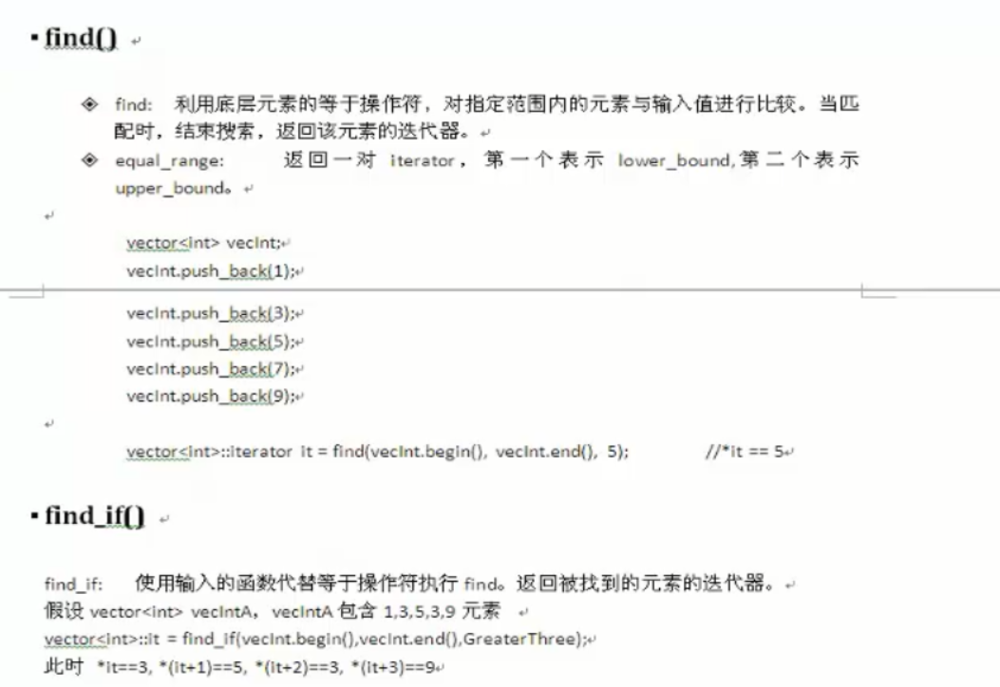 ▪ find()
◈ find: 利用底层元素的等于操作符，对指定范围内的元素与输入值进行比较。当匹
配时，结束搜索，返回该元素的迭代器。
◈ equal_range: 返回一对 iterator，第一个表示 lower_bound,第二个表示
upper_bound。
vector<int> vecInt;
vecInt.push_back(1);
vecInt.push_back(3);
vecInt.push_back(5);
vecInt.push_back(7);
vecInt.push_back(9);
vector<int>::iterator it = find(vecInt.begin(), vecInt.end(), 5); //*it == 5
▪ find_if()
find_if: 使用输入的函数代替等于操作符执行 find。返回被找到的元素的迭代器。
假设 vector<int> vecIntA，vecIntA 包含 1,3,5,3,9 元素
vector<int>::it = find_if(vecInt.begin(),vecInt.end(),GreaterThree);
此时 *it==3, *(it+1)==5, *(it+2)==3, *(it+3)==9